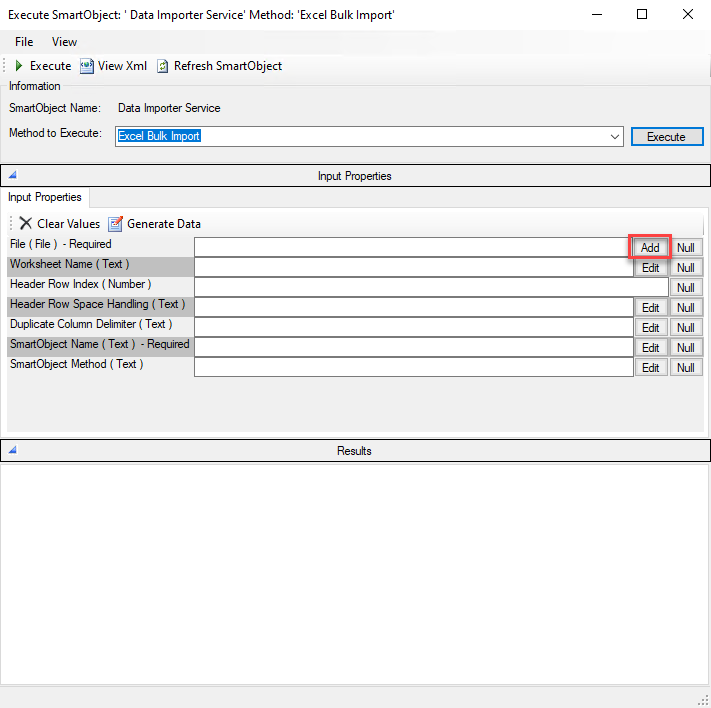 Execute SmartObject: ' Data Importer Service' Method: 'Excel Bulk Import'
File View
Execute View Xml Refresh SmartObject
Information
SmartObject Name: Data Importer Service
Method to Execute: Excel Bulk Import Execute
Input Properties
Input Properties
Clear Values Generate Data
File ( File ) - Required Add Null
Worksheet Name ( Text ) Edit Null
Header Row Index ( Number ) Null
Header Row Space Handling ( Text ) Edit Null
Duplicate Column Delimiter ( Text ) Edit Null
SmartObject Name ( Text ) - Required Edit Null
SmartObject Method ( Text ) Edit Null
Results